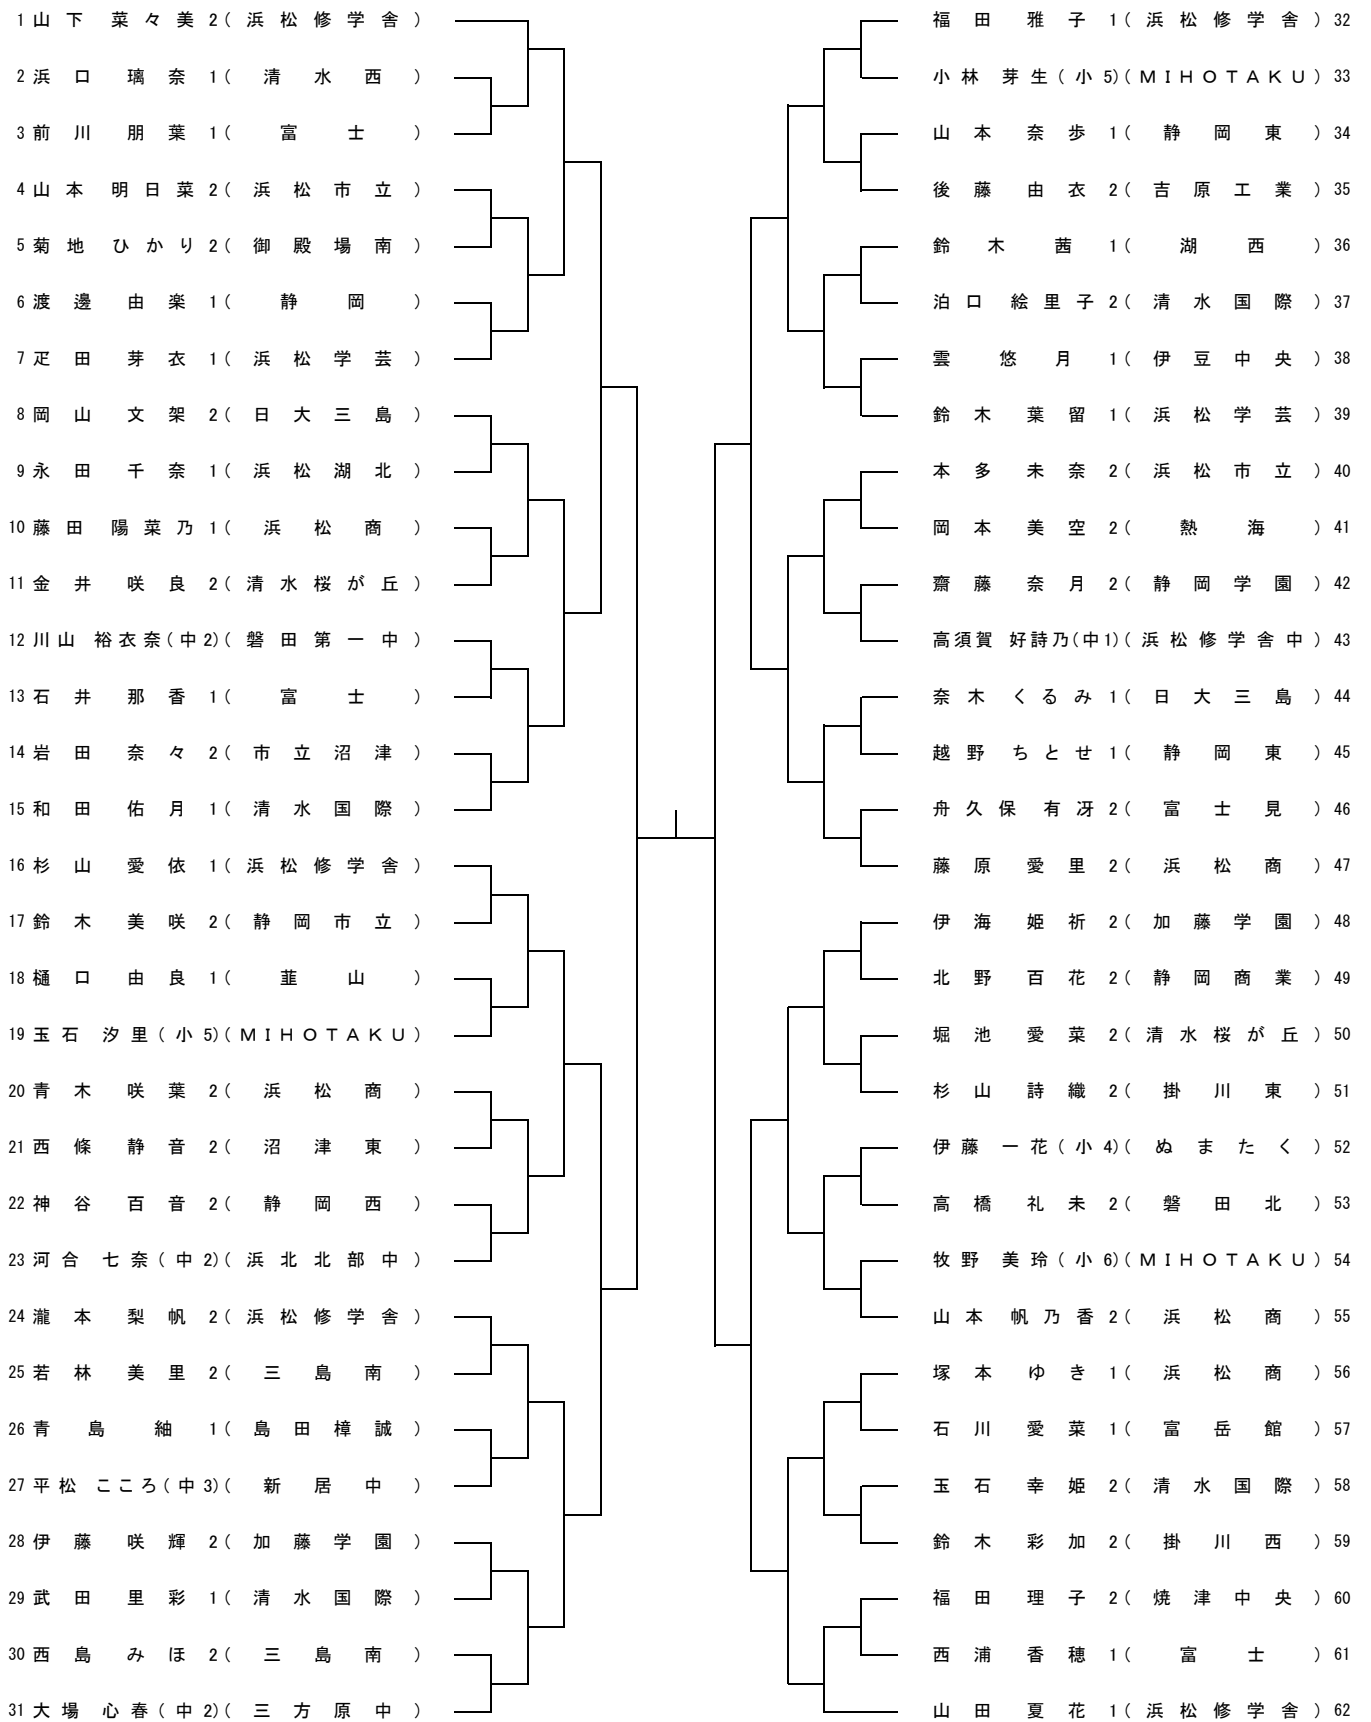 1 山下 菜々美 2 ( 浜松修学舎 )
2 浜口 璃奈 1 ( 清水西 )
3 前川 朋葉 1 ( 富士 )
4 山本 明日菜 2 ( 浜松市立 )
5 菊地 ひかり 2 ( 御殿場南 )
6 渡邊 由楽 1 ( 静岡 )
7 疋田 芽衣 1 ( 浜松学芸 )
8 岡山 文架 2 ( 日大三島 )
9 永田 千奈 1 ( 浜松湖北 )
10 藤田 陽菜乃 1 ( 浜松商 )
11 金井 咲良 2 ( 清水桜が丘 )
12 川山 裕衣奈 (中2) ( 磐田第一中 )
13 石井 那香 1 ( 富士 )
14 岩田 奈々 2 ( 市立沼津 )
15 和田 佑月 1 ( 清水国際 )
16 杉山 愛依 1 ( 浜松修学舎 )
17 鈴木 美咲 2 ( 静岡市立 )
18 樋口 由良 1 ( 韮山 )
19 玉石 汐里 (小5) ( MIHOTAKU )
20 青木 咲葉 2 ( 浜松商 )
21 西條 静音 2 ( 沼津東 )
22 神谷 百音 2 ( 静岡西 )
23 河合 七奈 (中2) ( 浜北北部中 )
24 瀧本 梨帆 2 ( 浜松修学舎 )
25 若林 美里 2 ( 三島南 )
26 青島 紬 1 ( 島田樟誠 )
27 平松 こころ (中3) ( 新居中 )
28 伊藤 咲輝 2 ( 加藤学園 )
29 武田 里彩 1 ( 清水国際 )
30 西島 みほ 2 ( 三島南 )
31 大場 心春 (中2) ( 三方原中 )
福田 雅子 1 ( 浜松修学舎 ) 32
小林 芽生 (小5) ( MIHOTAKU ) 33
山本 奈歩 1 ( 静岡東 ) 34
後藤 由衣 2 ( 吉原工業 ) 35
鈴木 茜 1 ( 湖西 ) 36
泊口 絵里子 2 ( 清水国際 ) 37
雲 悠月 1 ( 伊豆中央 ) 38
鈴木 葉留 1 ( 浜松学芸 ) 39
本多 未奈 2 ( 浜松市立 ) 40
岡本 美空 2 ( 熱海 ) 41
齋藤 奈月 2 ( 静岡学園 ) 42
高須賀 好詩乃 (中1) ( 浜松修学舎中 ) 43
奈木 くるみ 1 ( 日大三島 ) 44
越野 ちとせ 1 ( 静岡東 ) 45
舟久保 有冴 2 ( 富士見 ) 46
藤原 愛里 2 ( 浜松商 ) 47
伊海 姫祈 2 ( 加藤学園 ) 48
北野 百花 2 ( 静岡商業 ) 49
堀池 愛菜 2 ( 清水桜が丘 ) 50
杉山 詩織 2 ( 掛川東 ) 51
伊藤 一花 (小4) ( ぬまたく ) 52
高橋 礼未 2 ( 磐田北 ) 53
牧野 美玲 (小6) ( MIHOTAKU ) 54
山本 帆乃香 2 ( 浜松商 ) 55
塚本 ゆき 1 ( 浜松商 ) 56
石川 愛菜 1 ( 富岳館 ) 57
玉石 幸姫 2 ( 清水国際 ) 58
鈴木 彩加 2 ( 掛川西 ) 59
福田 理子 2 ( 焼津中央 ) 60
西浦 香穂 1 ( 富士 ) 61
山田 夏花 1 ( 浜松修学舎 ) 62